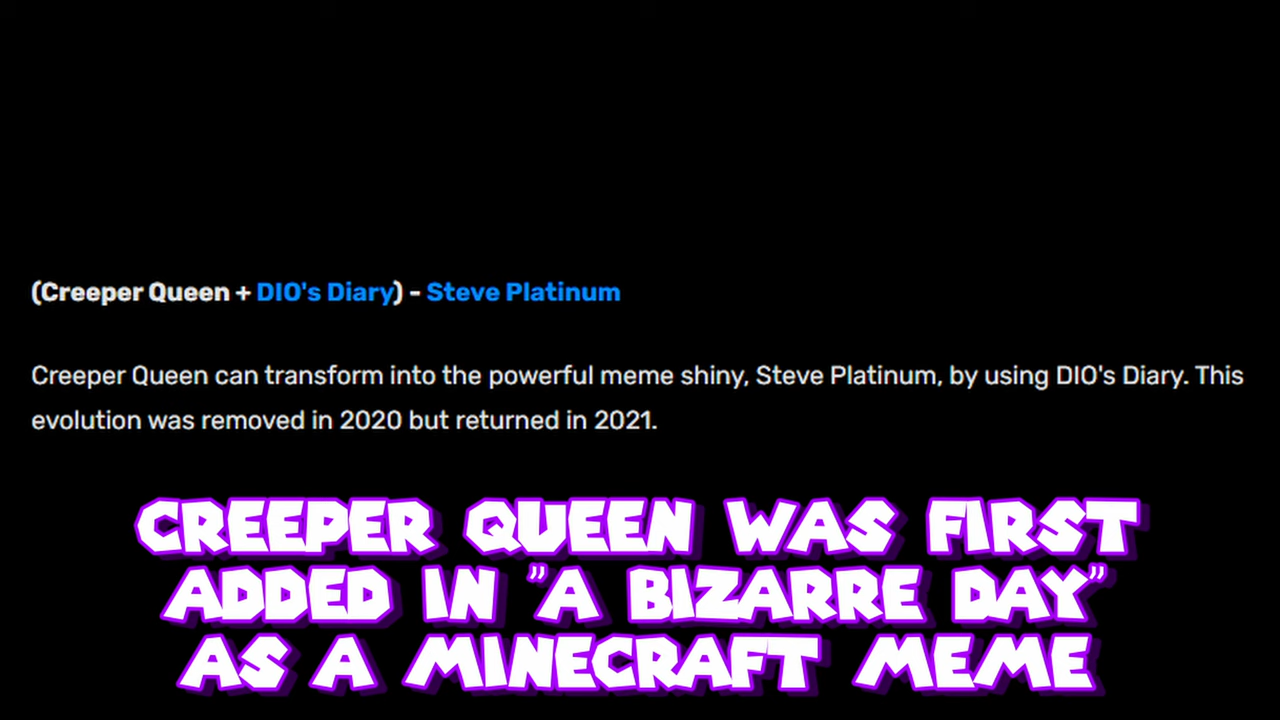 (Creeper Queen + DIO's Diary) - Steve Platinum
Creeper Queen can transform into the powerful meme shiny, Steve Platinum, by using DIO's Diary. This
evolution was removed in 2020 but returned in 2021.
CREEPER QUEEN WAS FIRST
ADDED IN "A BIZARRE DAY"
AS A MINECRAFT MEME